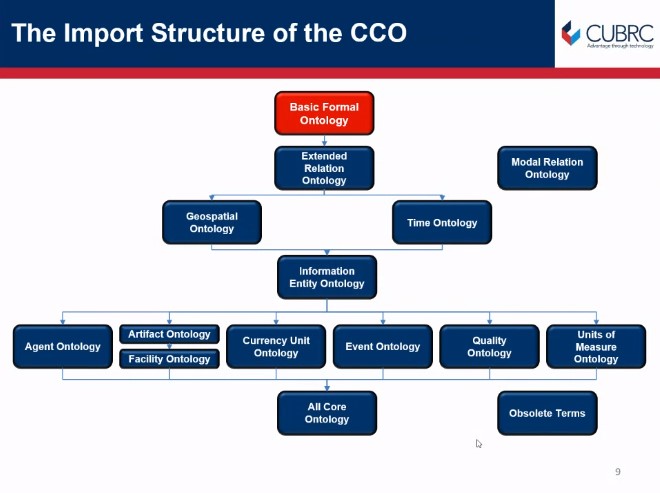 The Import Structure of the CCO
CUBRC
Advantage through technology
Basic Formal
Ontology
Extended
Relation
Ontology
Modal Relation
Ontology
Geospatial
Ontology
Time Ontology
Information
Entity Ontology
Agent Ontology
Artifact Ontology
Facility Ontology
Currency Unit
Ontology
Event Ontology
Quality
Ontology
Units of
Measure
Ontology
All Core
Ontology
Obsolete Terms
9